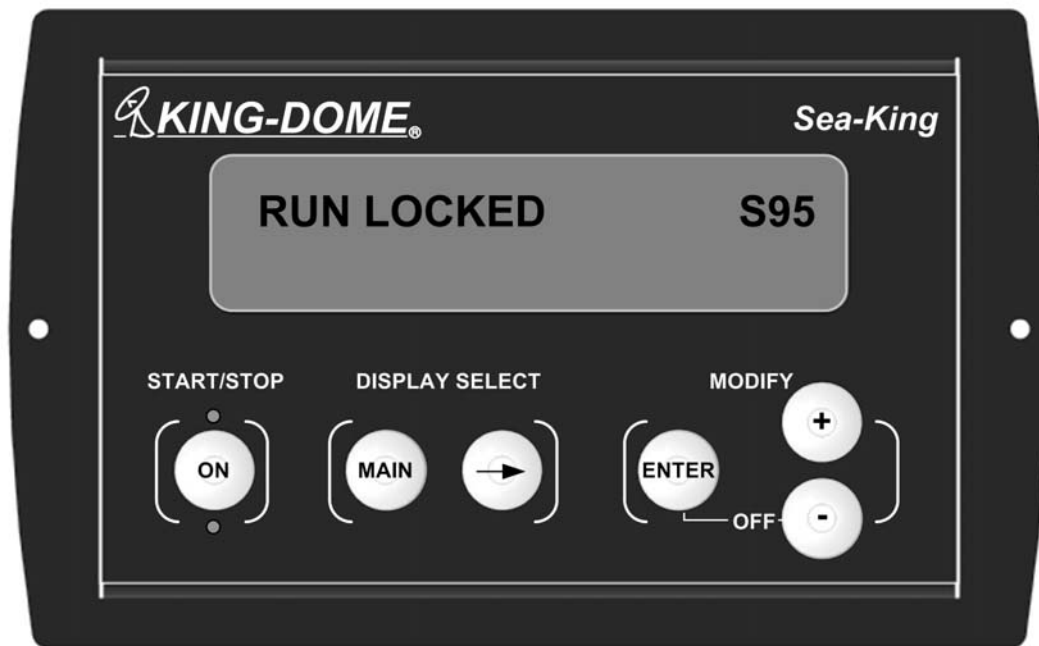 KING-DOME®
Sea-King
RUN LOCKED S95
START/STOP
DISPLAY SELECT
MODIFY
+
ON
MAIN
ENTER
OFF
-